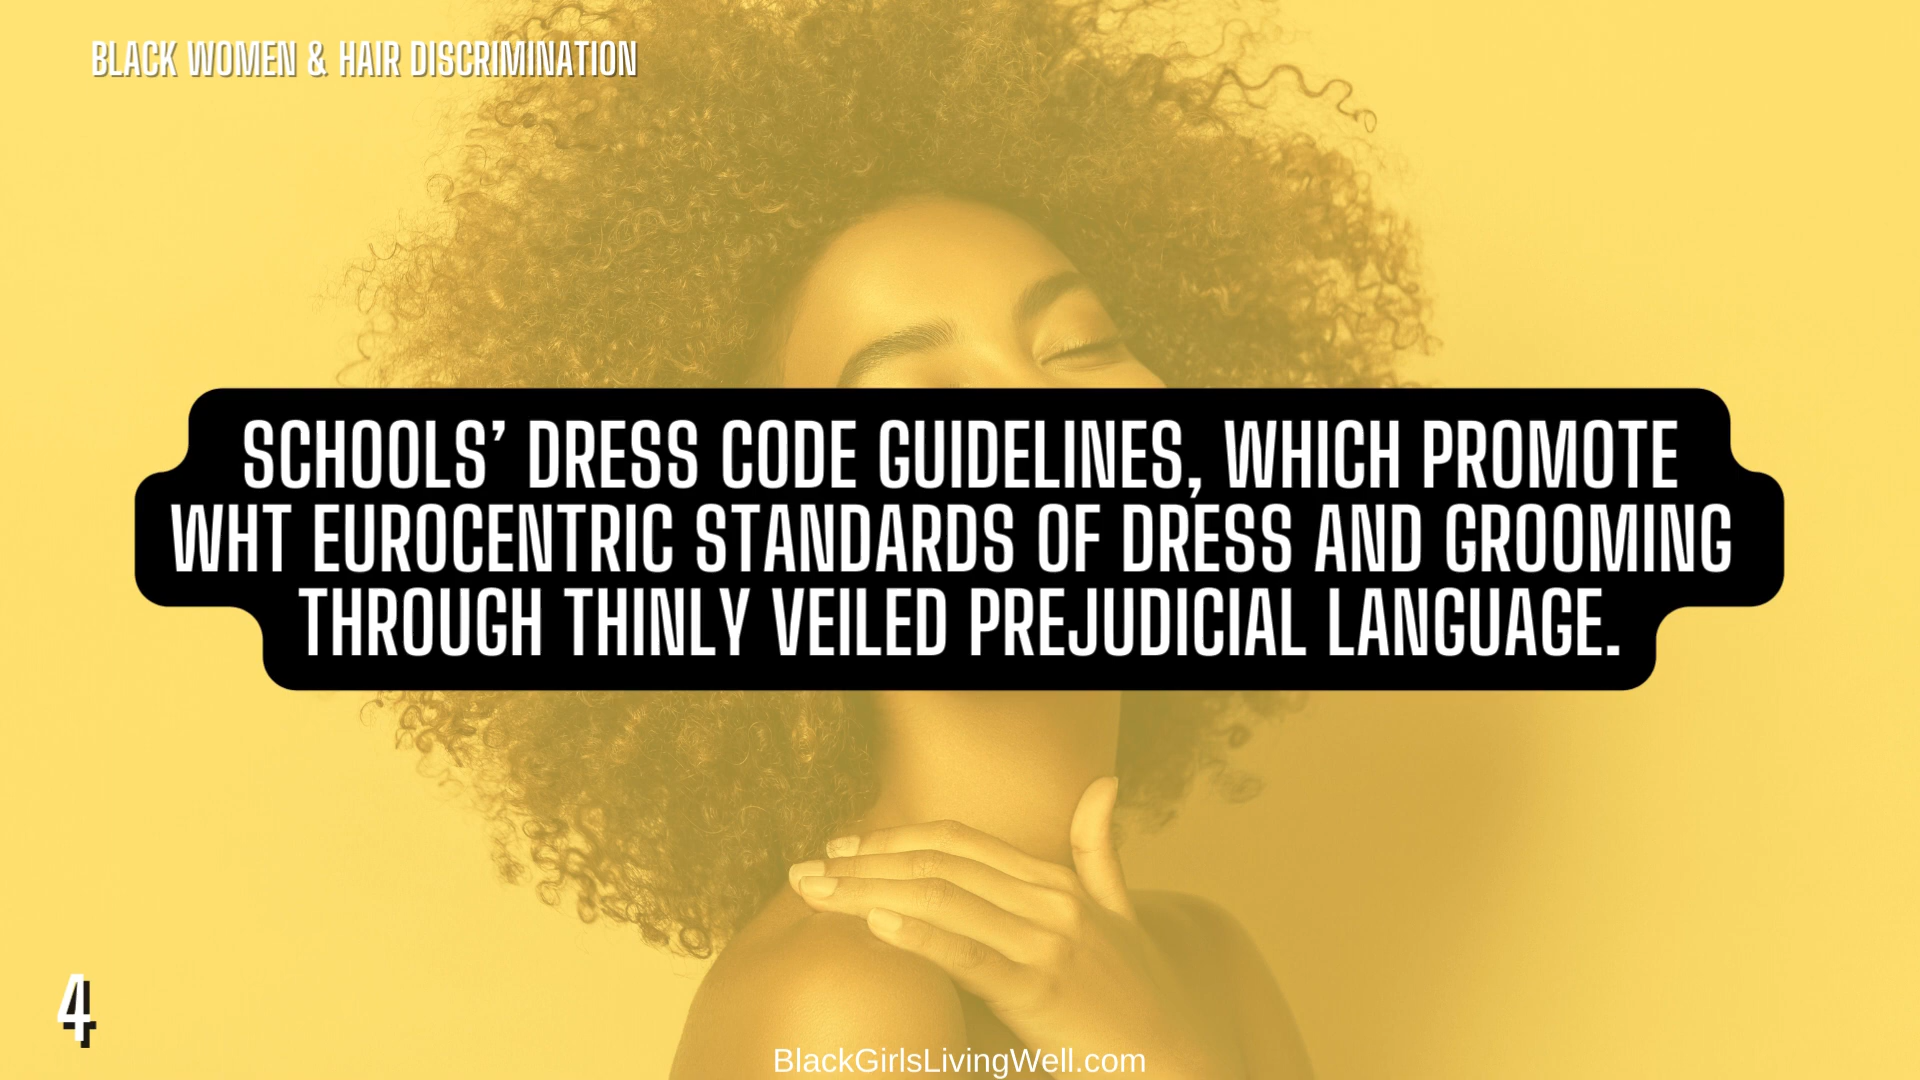 BLACK WOMEN & HAIR DISCRIMINATION
SCHOOLS’ DRESS CODE GUIDELINES, WHICH PROMOTE
WHT EUROCENTRIC STANDARDS OF DRESS AND GROOMING
THROUGH THINLY VEILED PREJUDICIAL LANGUAGE.
4
BlackGirlsLivingWell.com